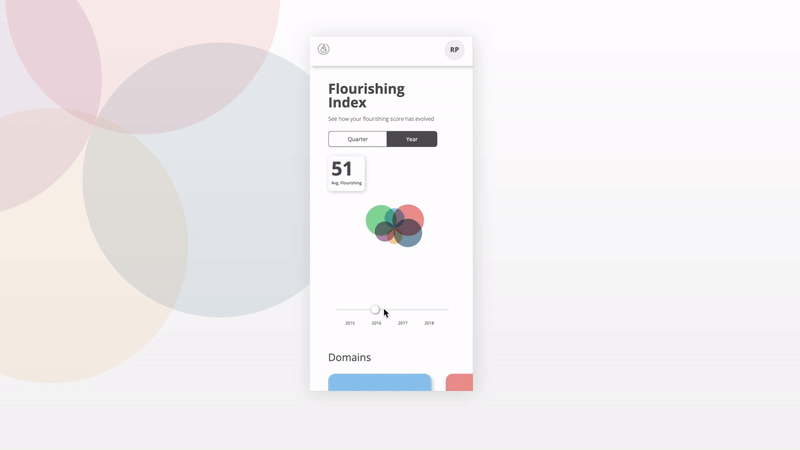 RP
Flourishing
Index
See how your flourishing score has evolved
Quarter Year
51
Avg. Flourishing
2015 2016 2017 2018
Domains